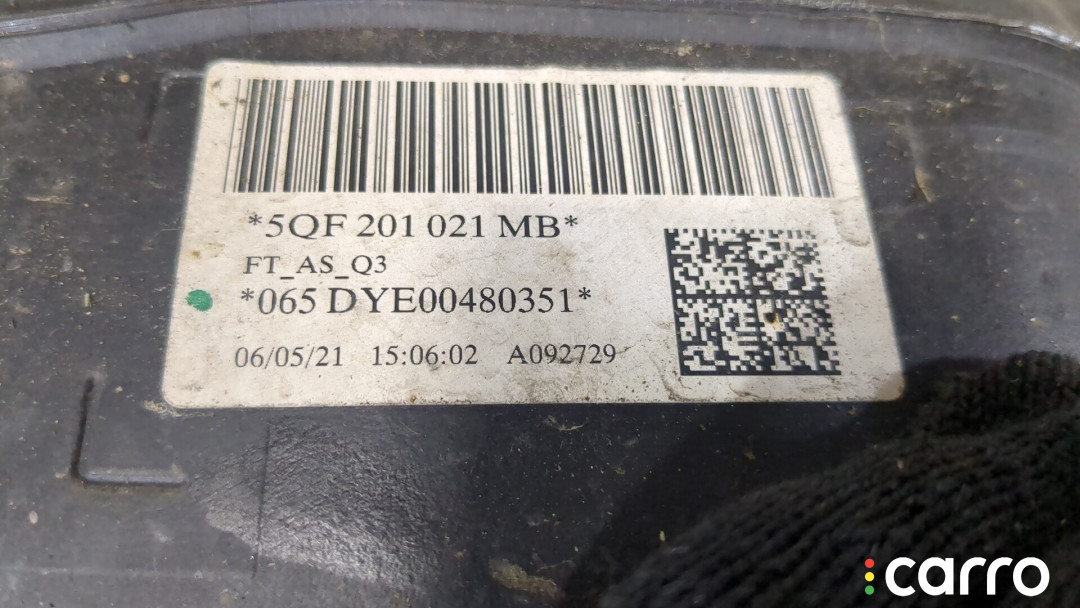 *5QF 201 021 MB*
FT_AS_Q3
*065 DYE00480351*
06/05/21 15:06:02 A092729
carro